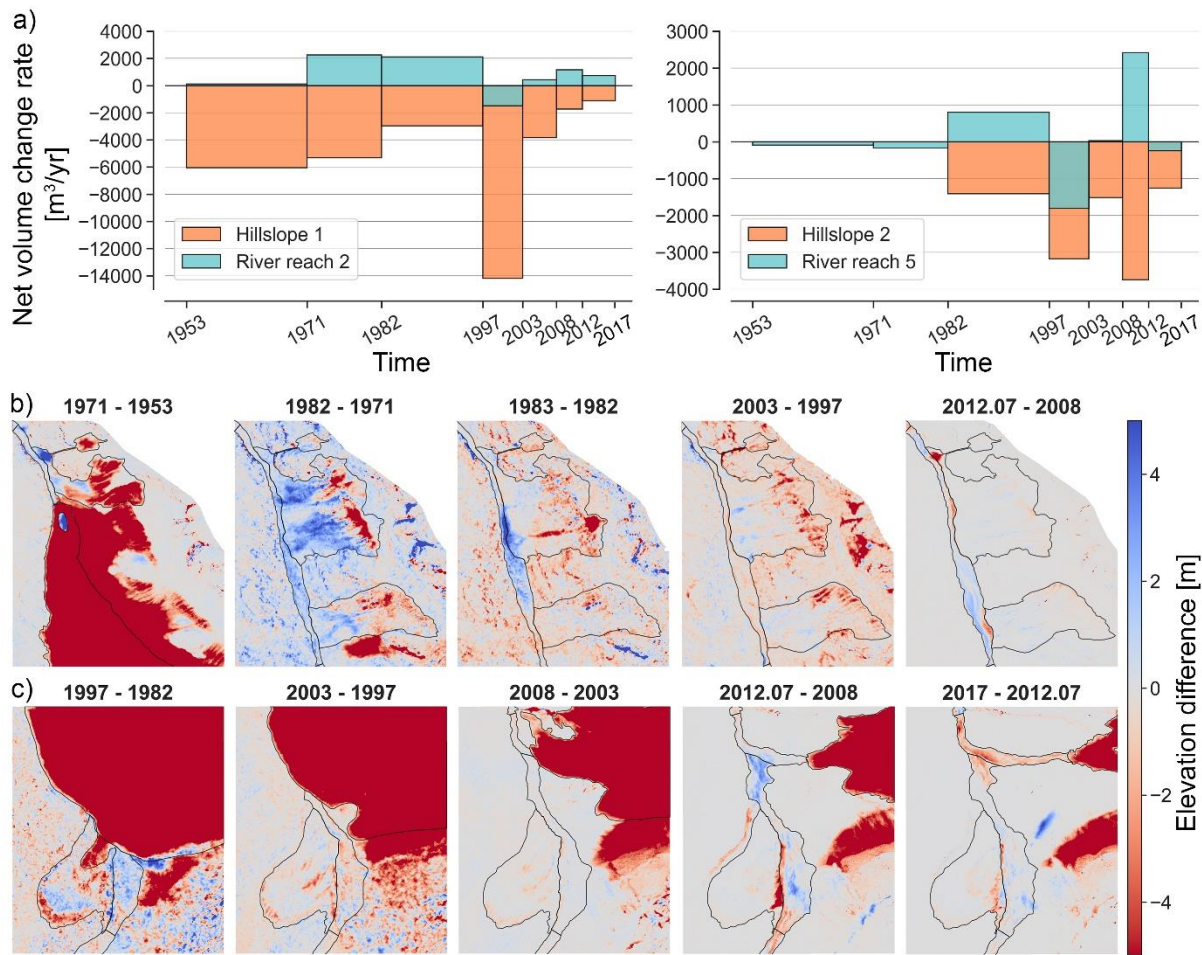 a)
Net volume change rate
[m³/yr]
4000
2000
0
−2000
−4000
−6000
−8000
−10000
−12000
−14000
Hillslope 1
River reach 2
1953
1971
1982
1997
2003
2008
2012
2017
Time
3000
2000
1000
0
−1000
−2000
−3000
−4000
Hillslope 2
River reach 5
1953
1971
1982
1997
2003
2008
2012
2017
Time
b)
1971 - 1953
1982 - 1971
1983 - 1982
2003 - 1997
2012.07 - 2008
c)
1997 - 1982
2003 - 1997
2008 - 2003
2012.07 - 2008
2017 - 2012.07
4
2
0
−2
−4
Elevation difference [m]